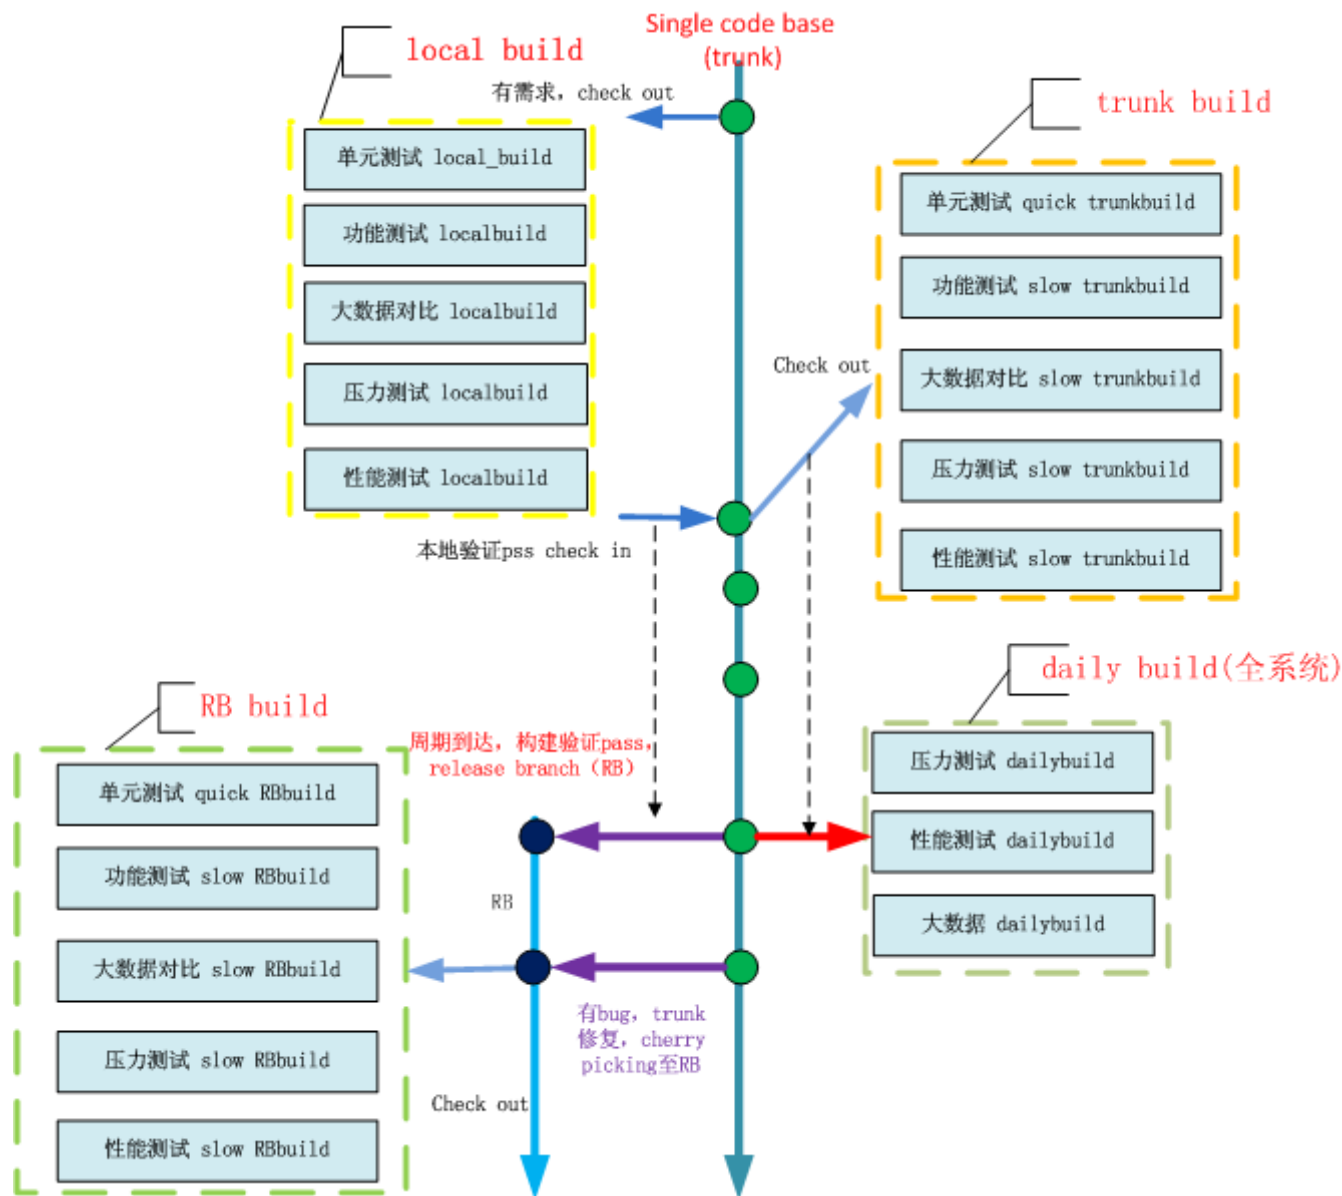 Single code base
(trunk)
local build
有需求，check out
单元测试 local_build
功能测试 localbuild
大数据对比 localbuild
压力测试 localbuild
性能测试 localbuild
本地验证pss check in
trunk build
单元测试 quick trunkbuild
功能测试 slow trunkbuild
大数据对比 slow trunkbuild
压力测试 slow trunkbuild
性能测试 slow trunkbuild
Check out
daily build(全系统)
压力测试 dailybuild
性能测试 dailybuild
大数据 dailybuild
RB build
周期到达，构建验证pass，
release branch（RB）
单元测试 quick RBbuild
功能测试 slow RBbuild
大数据对比 slow RBbuild
压力测试 slow RBbuild
性能测试 slow RBbuild
RB
有bug，trunk
修复，cherry
picking至RB
Check out